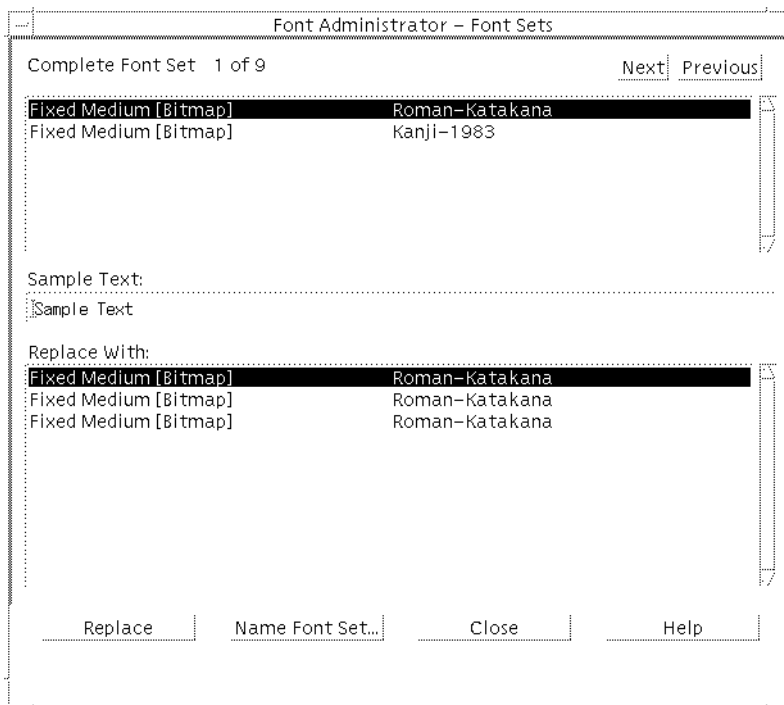 Font Administrator – Font Sets
Complete Font Set 1 of 9 Next Previous
Fixed Medium [Bitmap] Roman–Katakana
Fixed Medium [Bitmap] Kanji–1983
Sample Text:
Sample Text
Replace With:
Fixed Medium [Bitmap] Roman–Katakana
Fixed Medium [Bitmap] Roman–Katakana
Fixed Medium [Bitmap] Roman–Katakana
Replace Name Font Set... Close Help